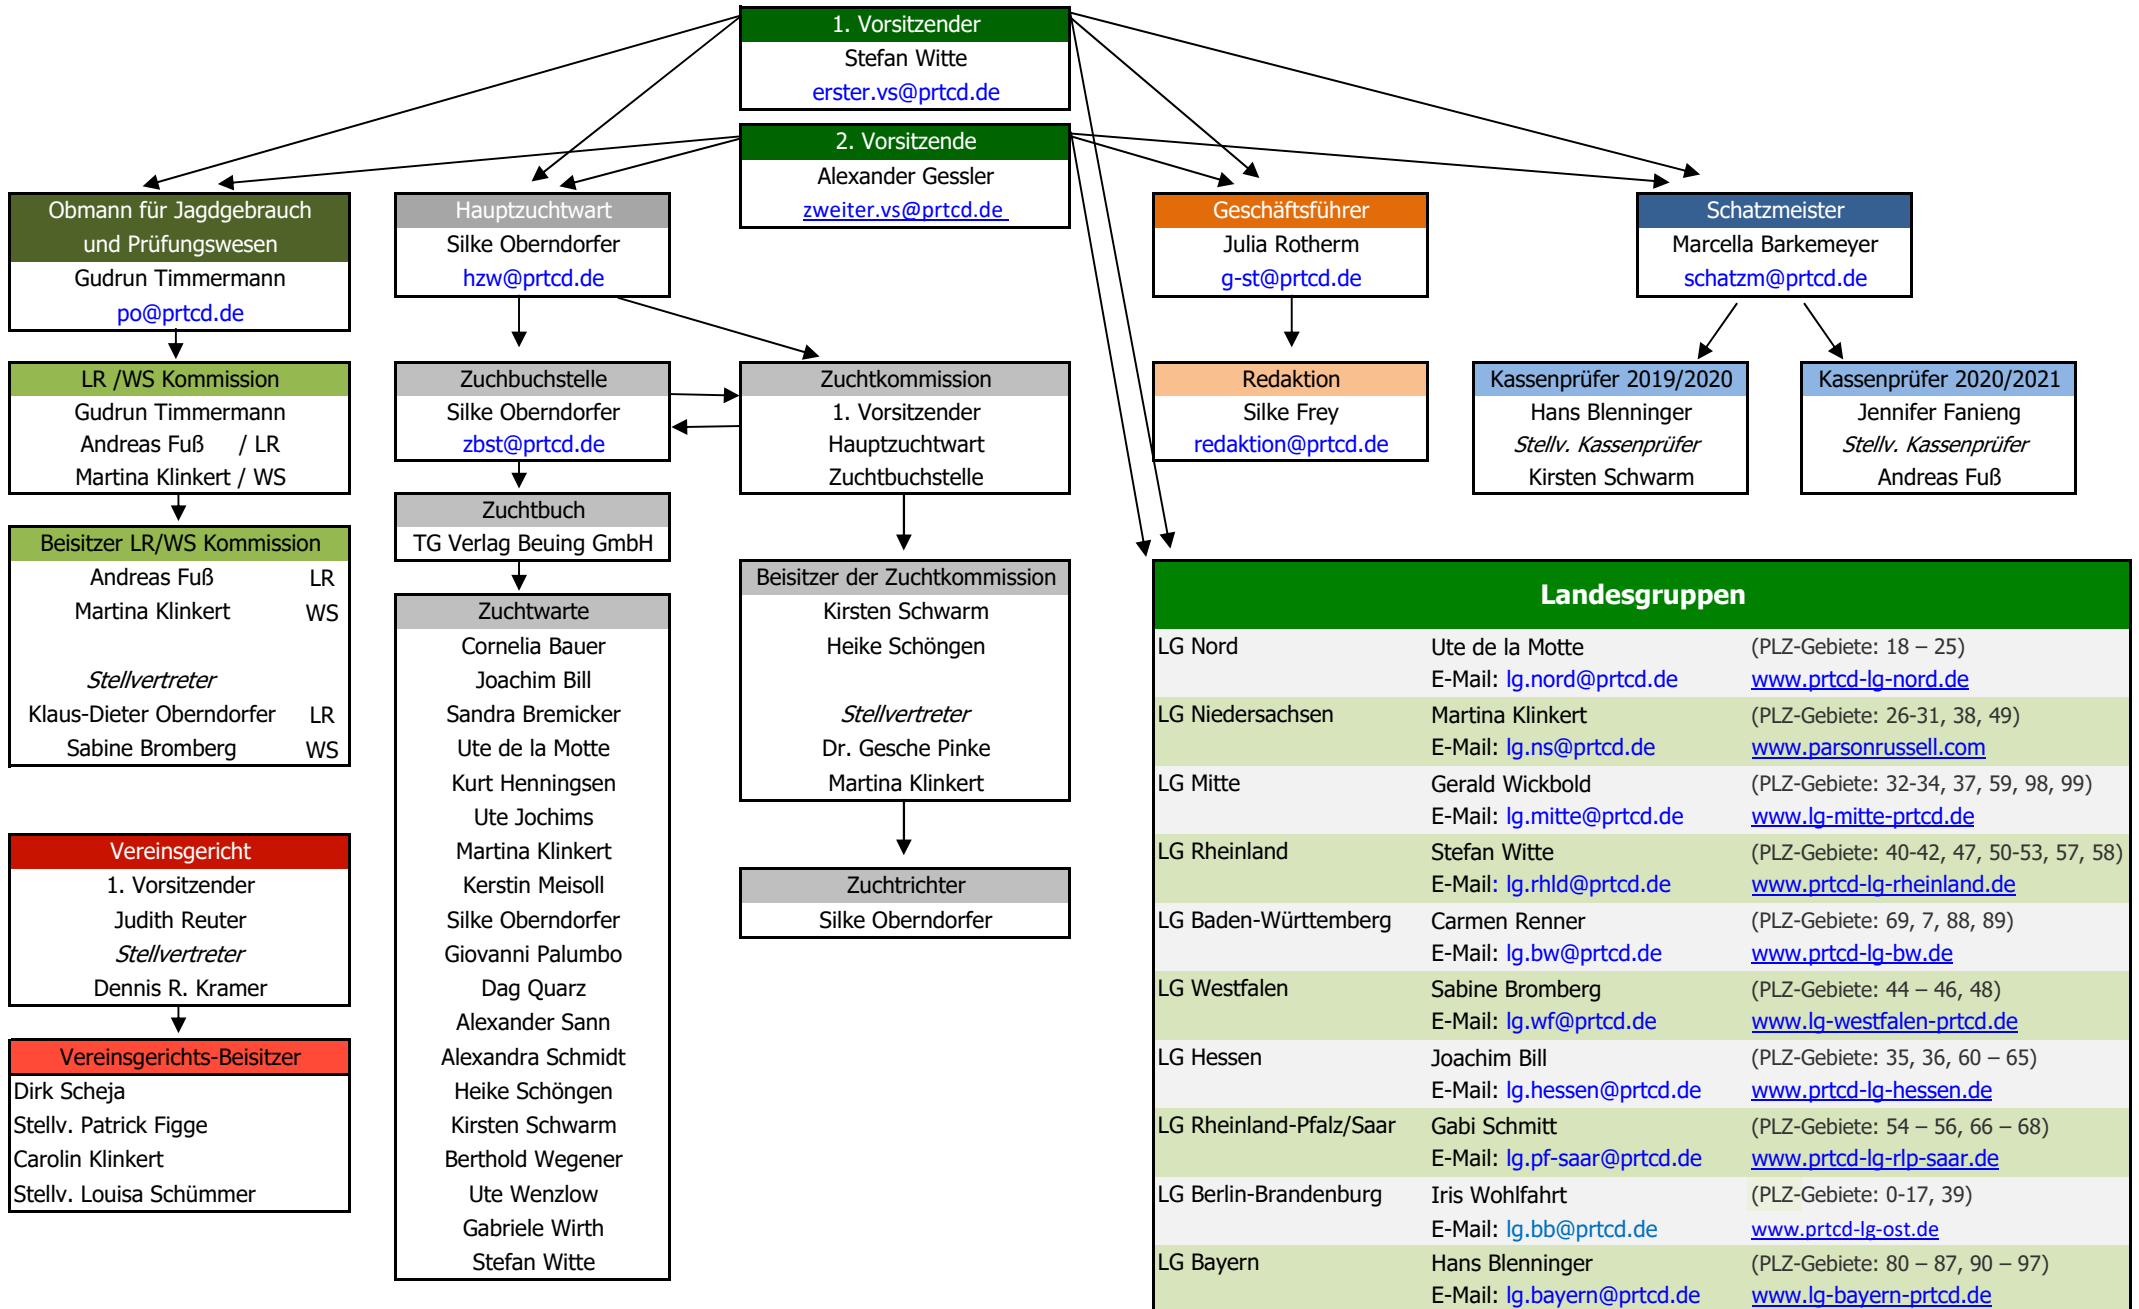 1. Vorsitzender
Stefan Witte
erster.vs@prtcd.de
2. Vorsitzende
Alexander Gessler
zweiter.vs@prtcd.de
Obmann für Jagdgebrauch
und Prüfungswesen
Gudrun Timmermann
po@prtcd.de
Hauptzuchtwart
Silke Oberndorfer
hzw@prtcd.de
Geschäftsführer
Julia Rotherm
g-st@prtcd.de
Schatzmeister
Marcella Barkemeyer
schatzm@prtcd.de
LR /WS Kommission
Gudrun Timmermann
Andreas Fuß / LR
Martina Klinkert / WS
Zuchbuchstelle
Silke Oberndorfer
zbst@prtcd.de
Zuchtkommission
1. Vorsitzender
Hauptzuchtwart
Zuchtbuchstelle
Redaktion
Silke Frey
redaktion@prtcd.de
Kassenprüfer 2019/2020
Hans Blenninger
Stellv. Kassenprüfer
Kirsten Schwarm
Kassenprüfer 2020/2021
Jennifer Fanieng
Stellv. Kassenprüfer
Andreas Fuß
Beisitzer LR/WS Kommission
Andreas Fuß LR
Martina Klinkert WS
Stellvertreter
Klaus-Dieter Oberndorfer LR
Sabine Bromberg WS
Zuchtbuch
TG Verlag Beuing GmbH
Zuchtwarte
Cornelia Bauer
Joachim Bill
Sandra Bremicker
Ute de la Motte
Kurt Henningsen
Ute Jochims
Martina Klinkert
Kerstin Meisoll
Silke Oberndorfer
Giovanni Palumbo
Dag Quarz
Alexander Sann
Alexandra Schmidt
Heike Schöngen
Kirsten Schwarm
Berthold Wegener
Ute Wenzlow
Gabriele Wirth
Stefan Witte
Beisitzer der Zuchtkommission
Kirsten Schwarm
Heike Schöngen
Stellvertreter
Dr. Gesche Pinke
Martina Klinkert
Zuchtrichter
Silke Oberndorfer
Vereinsgericht
1. Vorsitzender
Judith Reuter
Stellvertreter
Dennis R. Kramer
Vereinsgerichts-Beisitzer
Dirk Scheja
Stellv. Patrick Figge
Carolin Klinkert
Stellv. Louisa Schümmer
Landesgruppen
LG Nord Ute de la Motte (PLZ-Gebiete: 18 – 25)
E-Mail: lg.nord@prtcd.de www.prtcd-lg-nord.de
LG Niedersachsen Martina Klinkert (PLZ-Gebiete: 26-31, 38, 49)
E-Mail: lg.ns@prtcd.de www.parsonrussell.com
LG Mitte Gerald Wickbold (PLZ-Gebiete: 32-34, 37, 59, 98, 99)
E-Mail: lg.mitte@prtcd.de www.lg-mitte-prtcd.de
LG Rheinland Stefan Witte (PLZ-Gebiete: 40-42, 47, 50-53, 57, 58)
E-Mail: lg.rhld@prtcd.de www.prtcd-lg-rheinland.de
LG Baden-Württemberg Carmen Renner (PLZ-Gebiete: 69, 7, 88, 89)
E-Mail: lg.bw@prtcd.de www.prtcd-lg-bw.de
LG Westfalen Sabine Bromberg (PLZ-Gebiete: 44 – 46, 48)
E-Mail: lg.wf@prtcd.de www.lg-westfalen-prtcd.de
LG Hessen Joachim Bill (PLZ-Gebiete: 35, 36, 60 – 65)
E-Mail: lg.hessen@prtcd.de www.prtcd-lg-hessen.de
LG Rheinland-Pfalz/Saar Gabi Schmitt (PLZ-Gebiete: 54 – 56, 66 – 68)
E-Mail: lg.pf-saar@prtcd.de www.prtcd-lg-rlp-saar.de
LG Berlin-Brandenburg Iris Wohlfahrt (PLZ-Gebiete: 0-17, 39)
E-Mail: lg.bb@prtcd.de www.prtcd-lg-ost.de
LG Bayern Hans Blenninger (PLZ-Gebiete: 80 – 87, 90 – 97)
E-Mail: lg.bayern@prtcd.de www.lg-bayern-prtcd.de